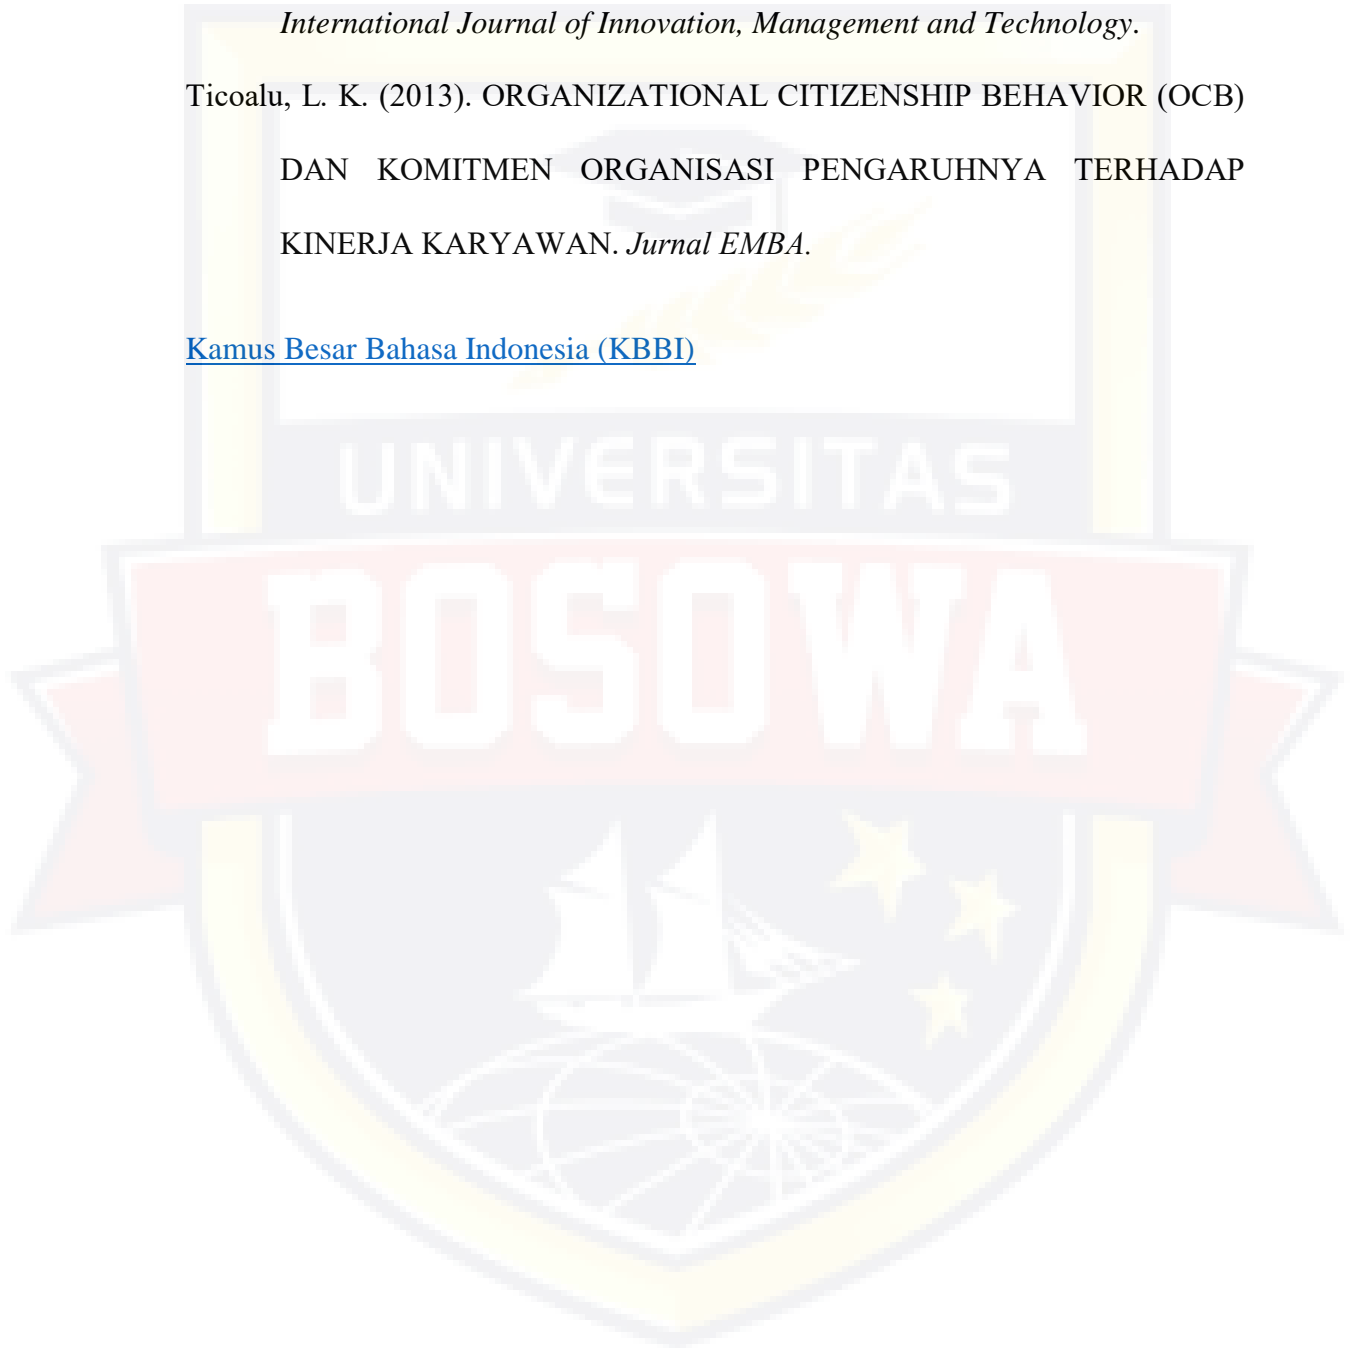 International Journal of Innovation, Management and Technology.
Ticoalu, L. K. (2013). ORGANIZATIONAL CITIZENSHIP BEHAVIOR (OCB)
DAN KOMITMEN ORGANISASI PENGARUHNYA TERHADAP
KINERJA KARYAWAN. Jurnal EMBA.
Kamus Besar Bahasa Indonesia (KBBI)
UNIVERSITAS
BOSOWA